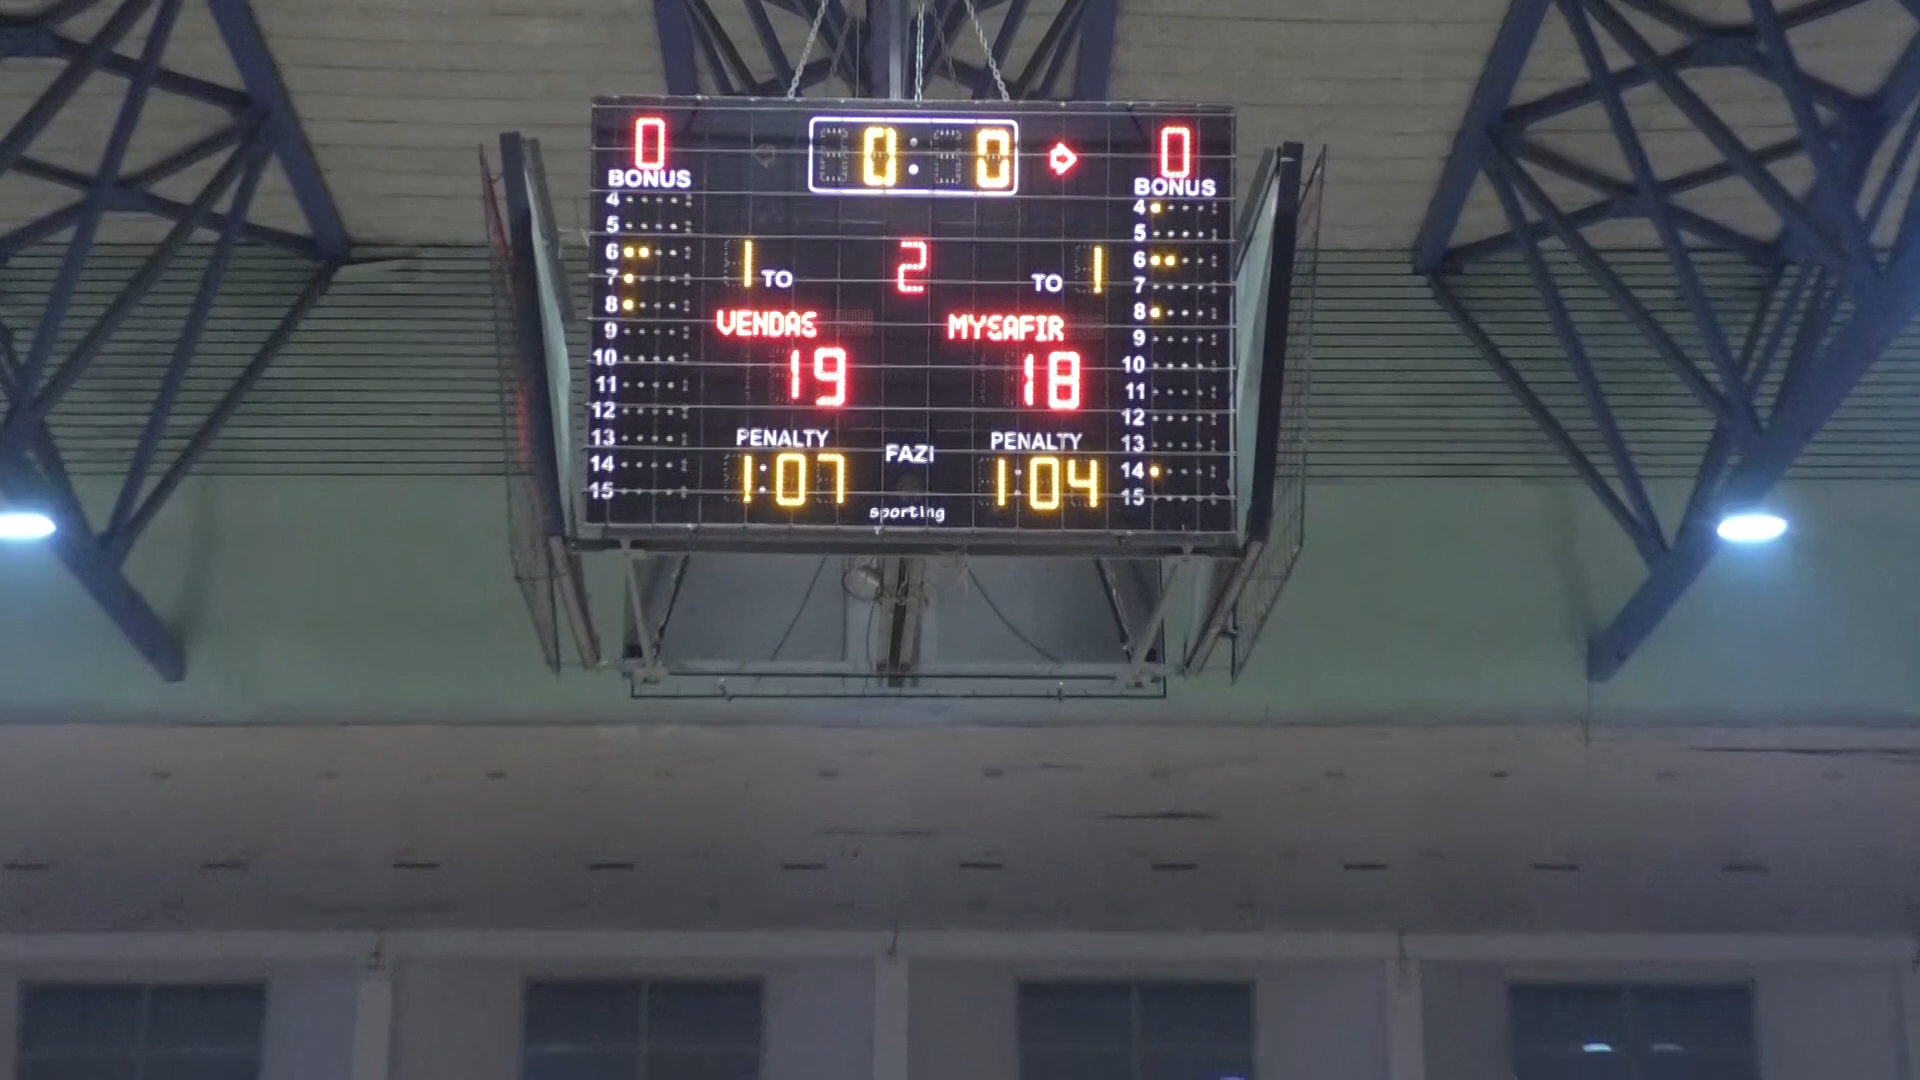 0 0:0 0
BONUS BONUS
4 4
5 5
6 1 TO 2 TO 1 6
7 7
8 8
VENDAS MYSAFIR
9 9
10 19 18 10
11 11
12 12
13 PENALTY PENALTY 13
FAZI
14 1:07 1:04 14
15 15
sporting